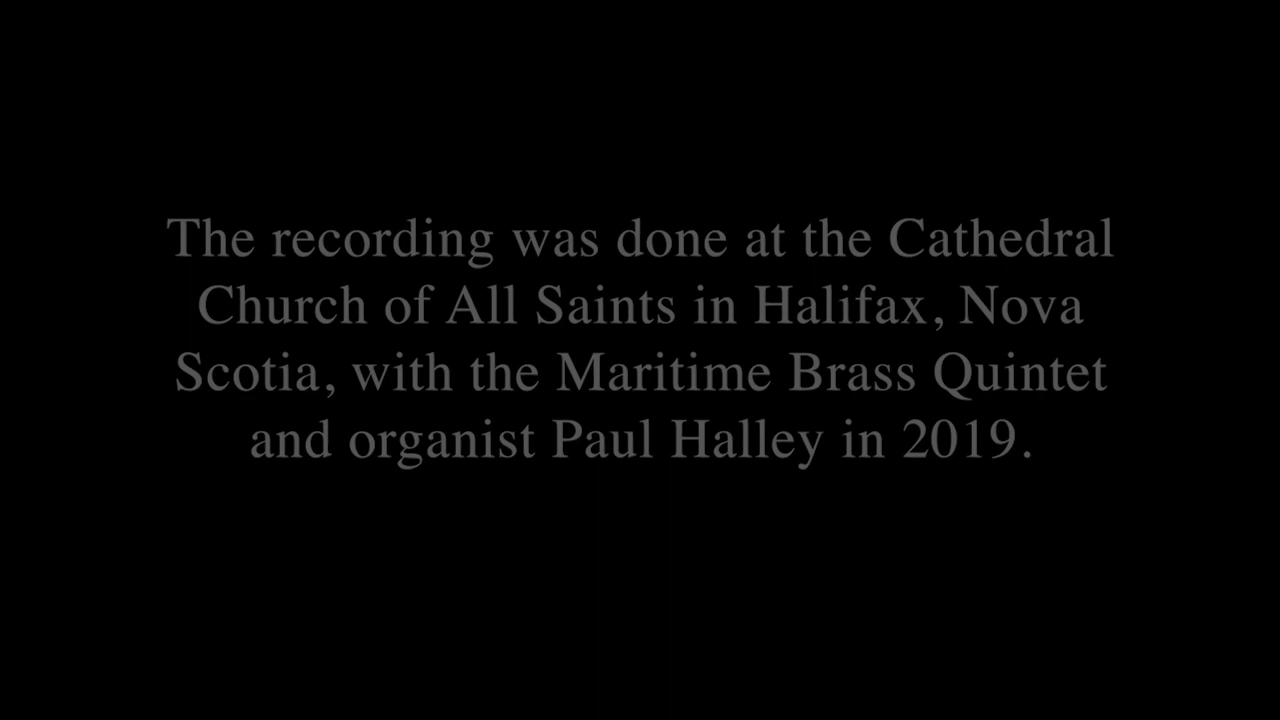 The recording was done at the Cathedral
Church of All Saints in Halifax, Nova
Scotia, with the Maritime Brass Quintet
and organist Paul Halley in 2019.